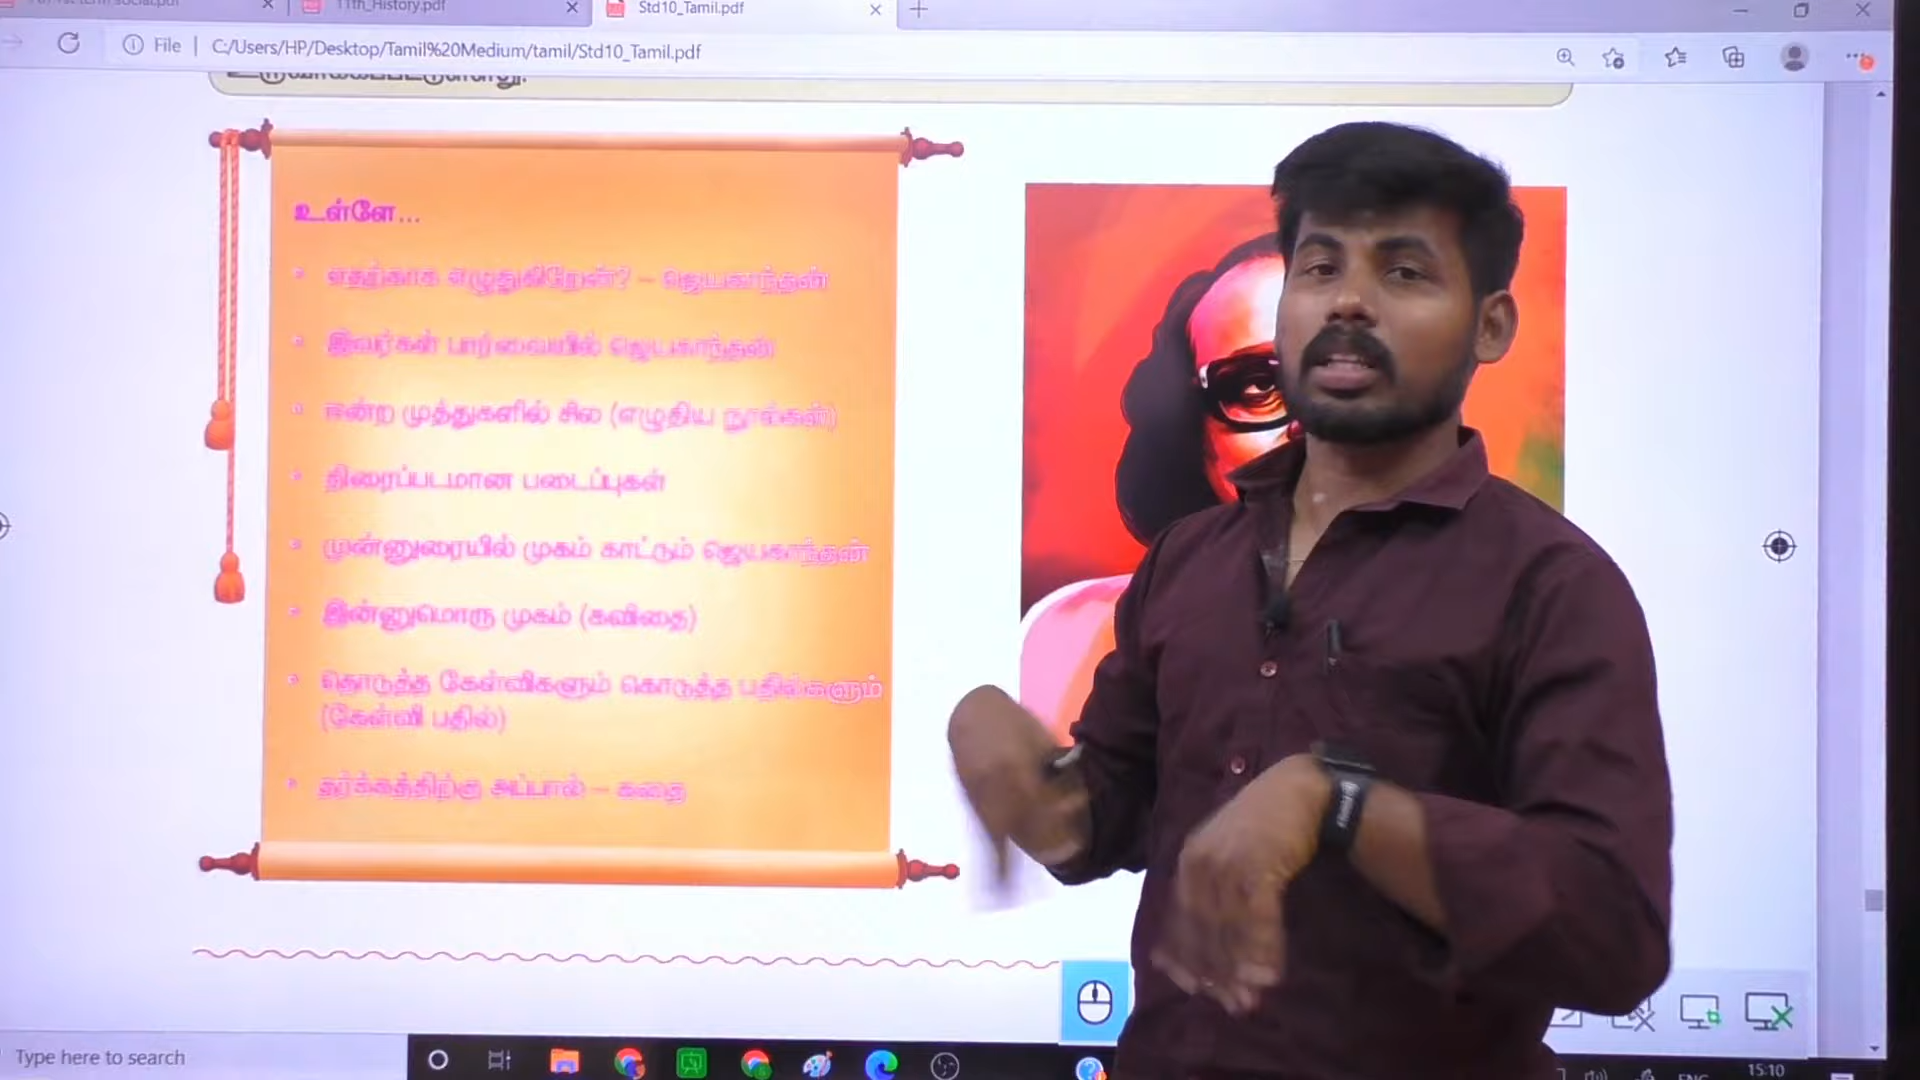 11th_History.pdf
Std10_Tamil.pdf
File
C:/Users/HP/Desktop/Tamil%20Medium/tamil/Std10_Tamil.pdf
உள்ளே...
எதற்காக எழுதுகிறேன்? – ஜெயகாந்தன்
இவர்கள் பார்வையில் ஜெயகாந்தன்
ஈன்ற முத்துகளில் சில (எழுதிய நூல்கள்)
திரைப்படமான படைப்புகள்
முன்னுரையில் முகம் காட்டும் ஜெயகாந்தன்
இன்னுமொரு முகம் (கவிதை)
தொடுத்த கேள்விகளும் கொடுத்த பதில்களும்
(கேள்வி பதில்)
தர்க்கத்திற்கு அப்பால் – கதை
Type here to search
ENG
15:10